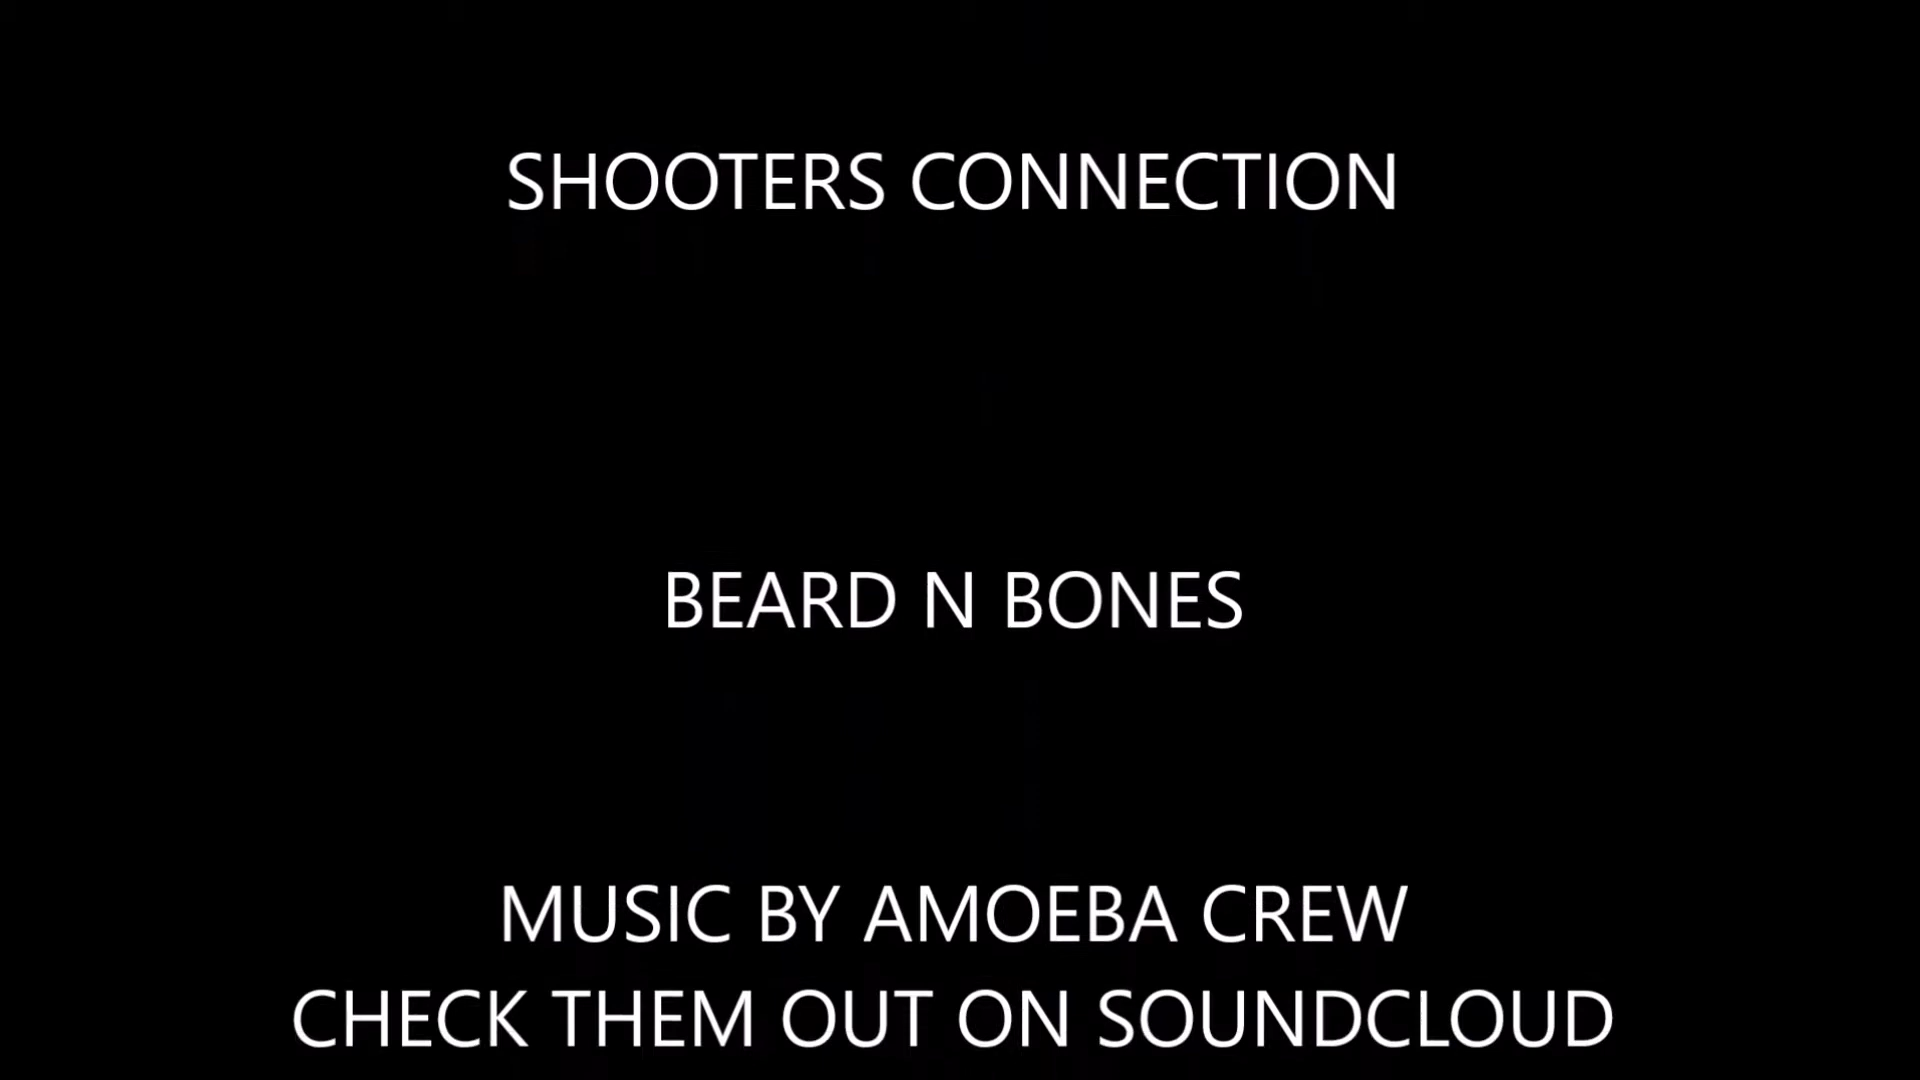 SHOOTERS CONNECTION
BEARD N BONES
MUSIC BY AMOEBA CREW
CHECK THEM OUT ON SOUNDCLOUD